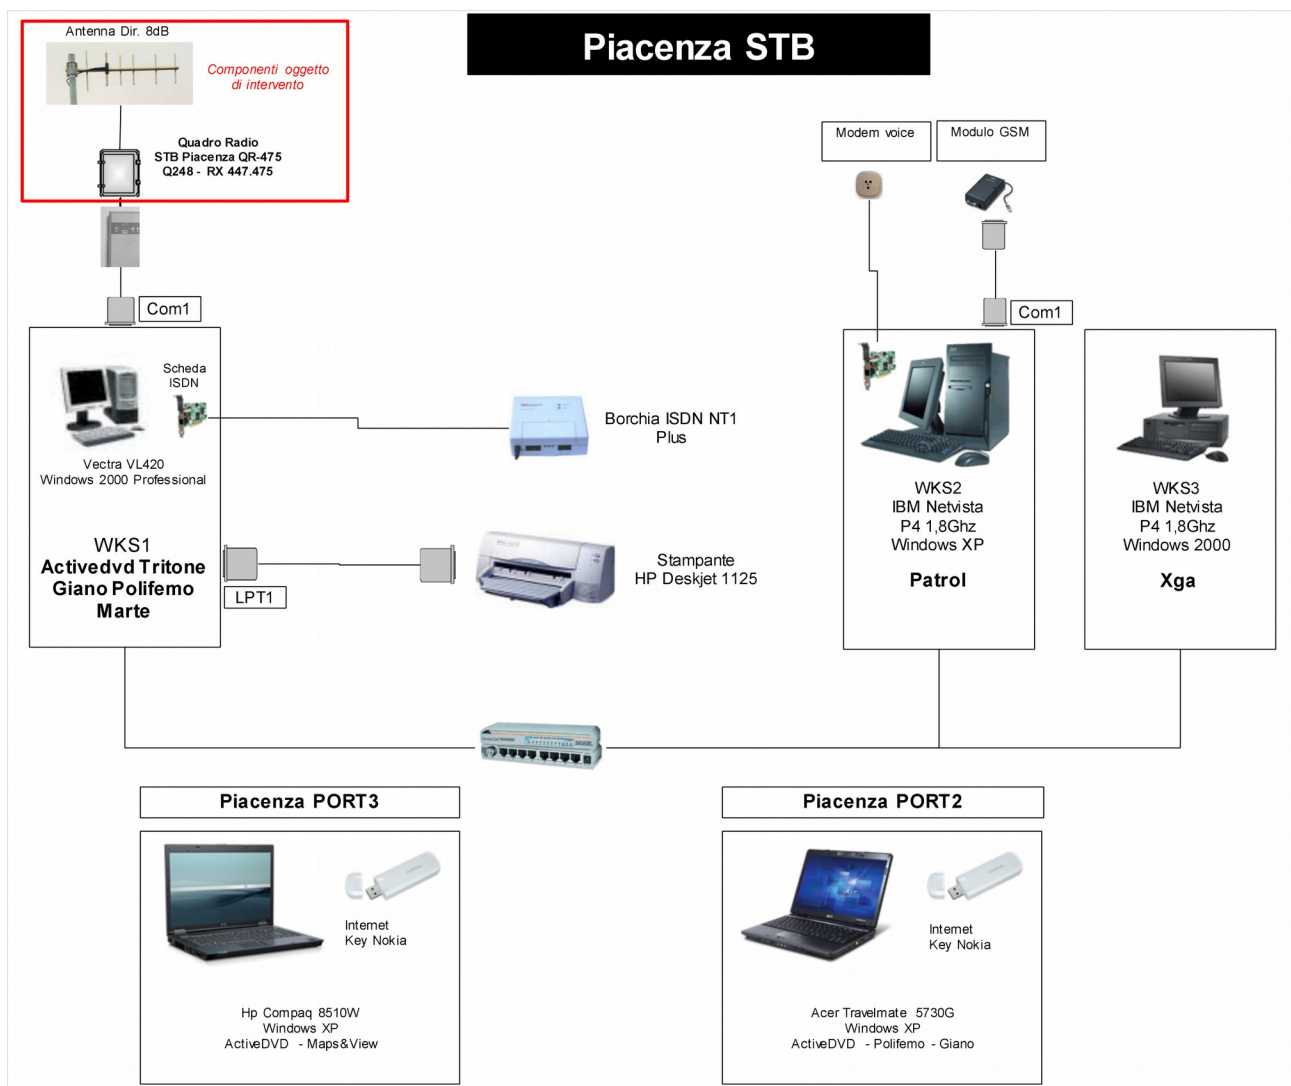 Piacenza STB
Antenna Dir. 8dB
Componenti oggetto
di intervento
Quadro Radio
STB Piacenza QR-475
Q248 - RX 447.475
Modem voice
Modulo GSM
Com1
Com1
Scheda
ISDN
Vectra VL420
Windows 2000 Professional
WKS1
Activedvd Tritone
Giano Polifemo
Marte
LPT1
Borchia ISDN NT1
Plus
Stampante
HP Deskjet 1125
WKS2
IBM Netvista
P4 1,8Ghz
Windows XP
Patrol
WKS3
IBM Netvista
P4 1,8Ghz
Windows 2000
Xga
Piacenza PORT3
Internet
Key Nokia
Hp Compaq 8510W
Windows XP
ActiveDVD - Maps&View
Piacenza PORT2
Internet
Key Nokia
Acer Travelmate 5730G
Windows XP
ActiveDVD - Polifemo - Giano